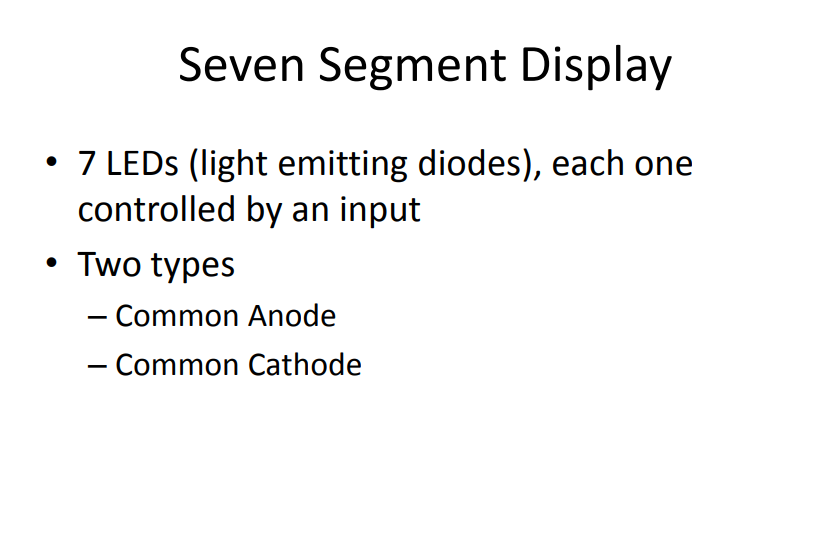 Seven Segment Display
• 7 LEDs (light emitting diodes), each one
controlled by an input
• Two types
– Common Anode
– Common Cathode